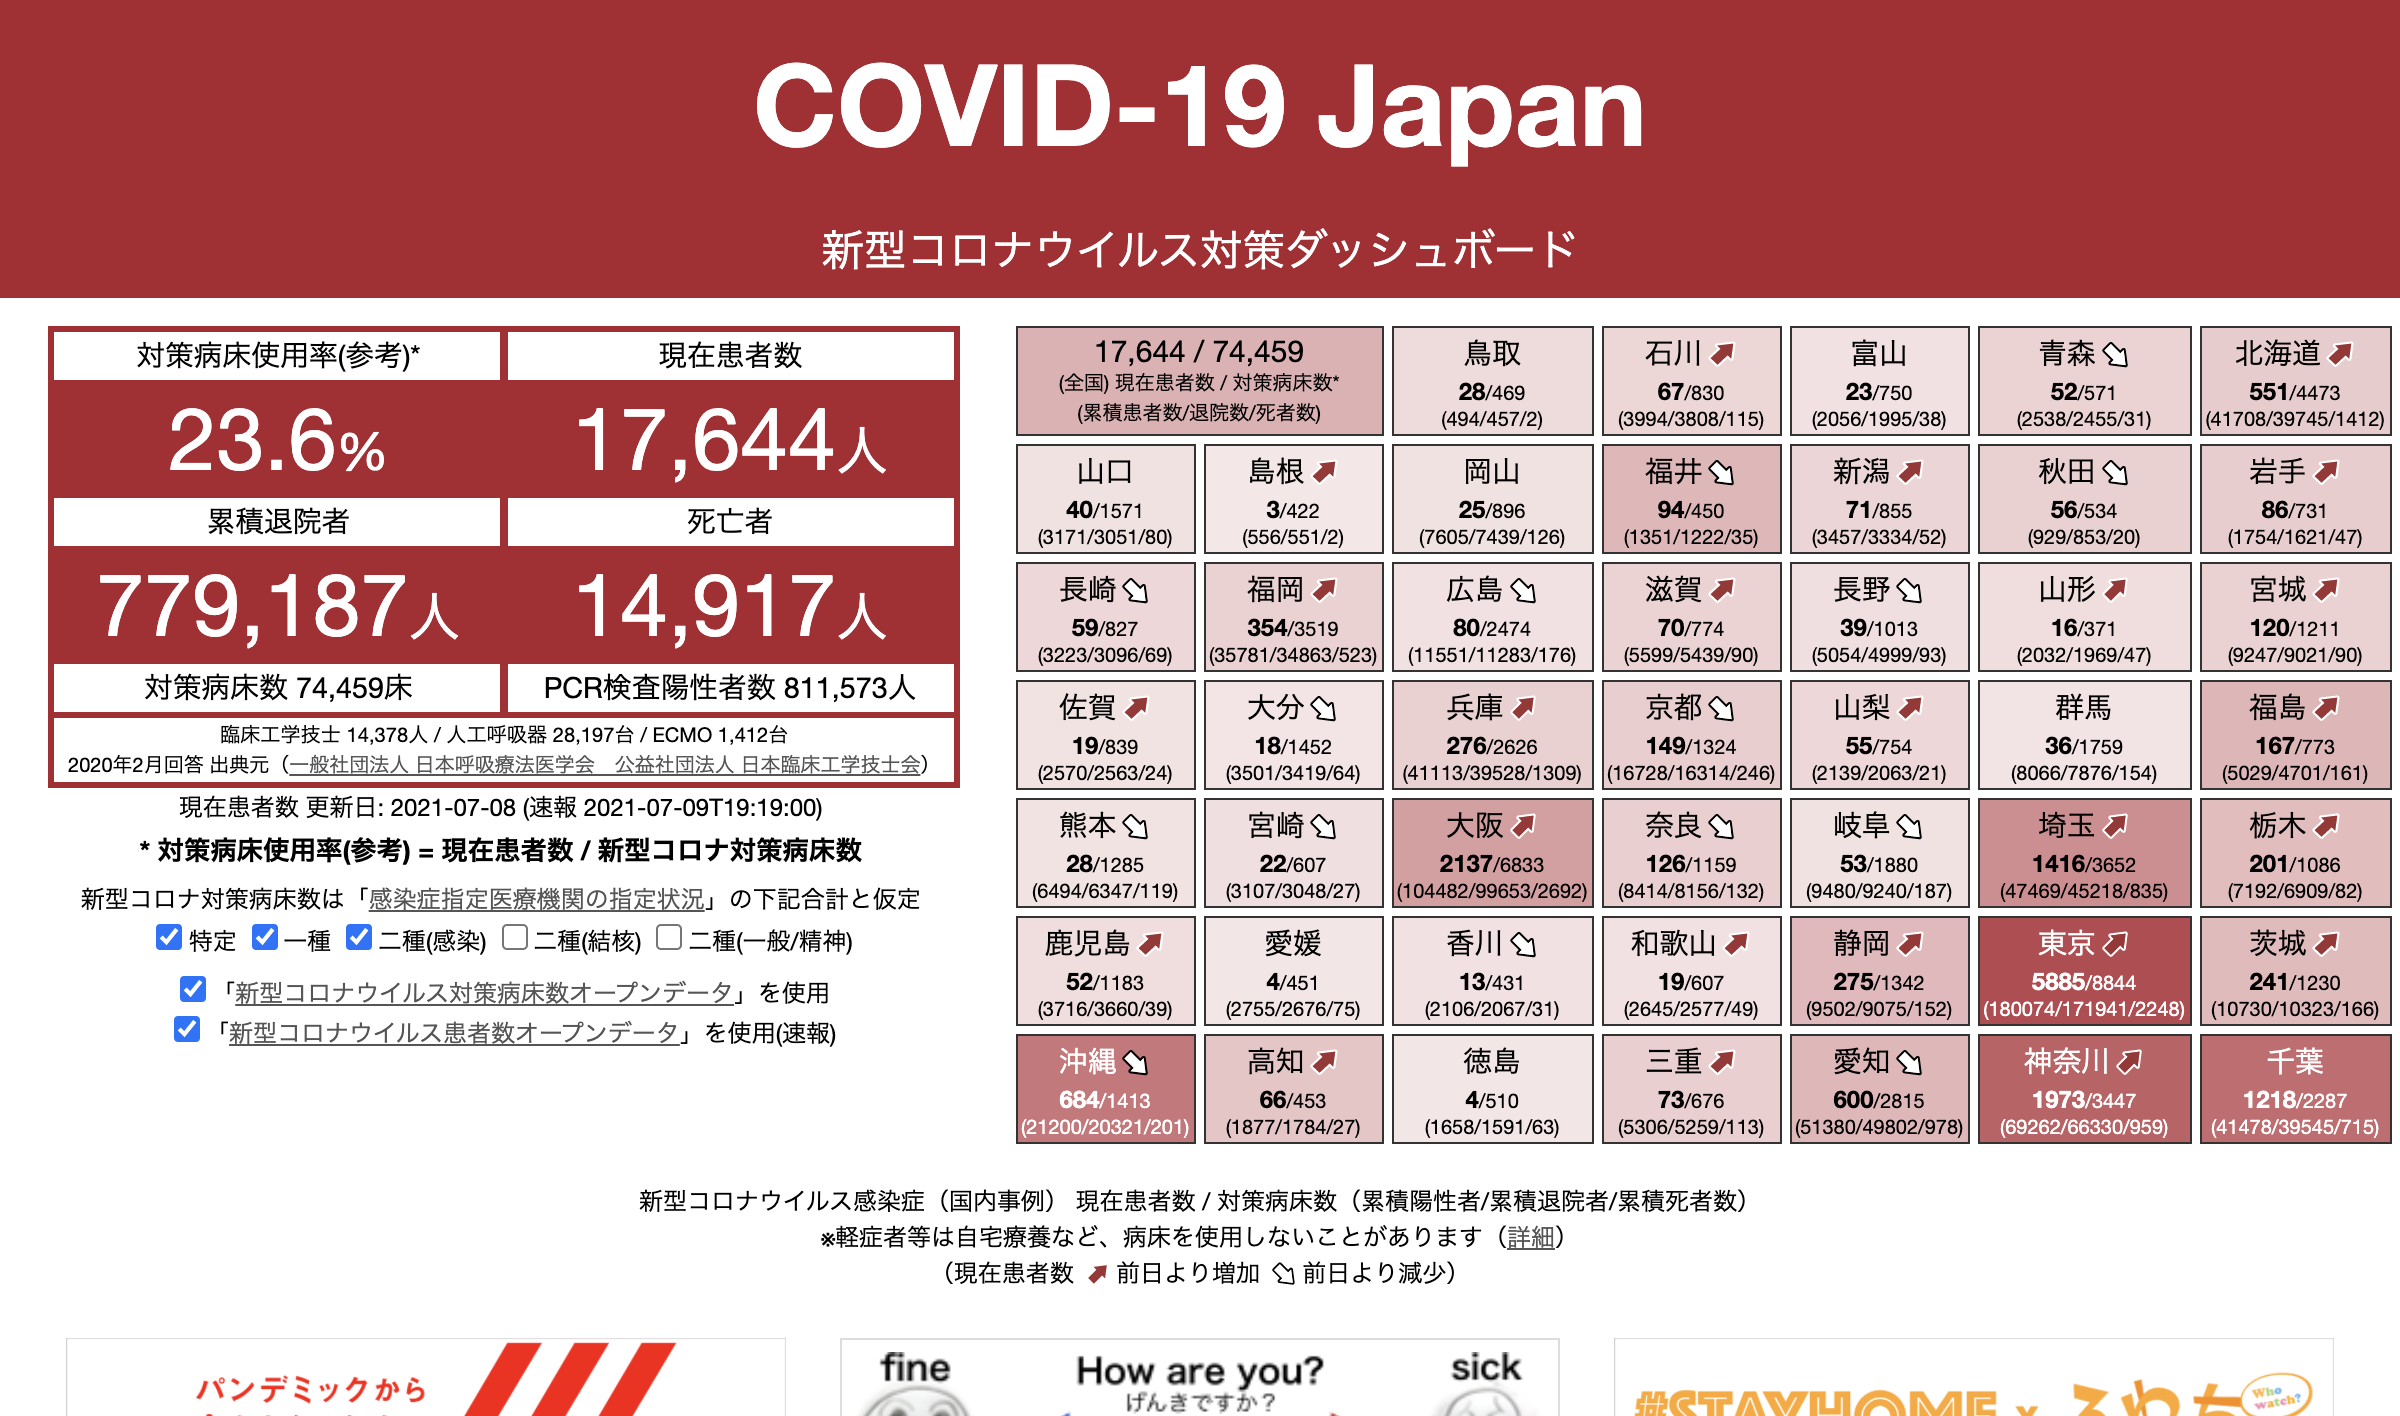 COVID-19 Japan
新型コロナウイルス対策ダッシュボード
対策病床使用率(参考)* 現在患者数
23.6% 17,644人
累積退院者 死亡者
779,187人 14,917人
対策病床数 74,459床 PCR検査陽性者数 811,573人
臨床工学技士 14,378人 / 人工呼吸器 28,197台 / ECMO 1,412台
2020年2月回答 出典元（一般社団法人 日本呼吸療法医学会　公益社団法人 日本臨床工学技士会）
現在患者数 更新日: 2021-07-08 (速報 2021-07-09T19:19:00)
* 対策病床使用率(参考) = 現在患者数 / 新型コロナ対策病床数
新型コロナ対策病床数は「感染症指定医療機関の指定状況」の下記合計と仮定
特定 一種 二種(感染) 二種(結核) 二種(一般/精神)
「新型コロナウイルス対策病床数オープンデータ」を使用
「新型コロナウイルス患者数オープンデータ」を使用(速報)
17,644 / 74,459
(全国) 現在患者数 / 対策病床数*
(累積患者数/退院数/死者数)
鳥取
28/469
(494/457/2)
石川
67/830
(3994/3808/115)
富山
23/750
(2056/1995/38)
青森
52/571
(2538/2455/31)
北海道
551/4473
(41708/39745/1412)
山口
40/1571
(3171/3051/80)
島根
3/422
(556/551/2)
岡山
25/896
(7605/7439/126)
福井
94/450
(1351/1222/35)
新潟
71/855
(3457/3334/52)
秋田
56/534
(929/853/20)
岩手
86/731
(1754/1621/47)
長崎
59/827
(3223/3096/69)
福岡
354/3519
(35781/34863/523)
広島
80/2474
(11551/11283/176)
滋賀
70/774
(5599/5439/90)
長野
39/1013
(5054/4999/93)
山形
16/371
(2032/1969/47)
宮城
120/1211
(9247/9021/90)
佐賀
19/839
(2570/2563/24)
大分
18/1452
(3501/3419/64)
兵庫
276/2626
(41113/39528/1309)
京都
149/1324
(16728/16314/246)
山梨
55/754
(2139/2063/21)
群馬
36/1759
(8066/7876/154)
福島
167/773
(5029/4701/161)
熊本
28/1285
(6494/6347/119)
宮崎
22/607
(3107/3048/27)
大阪
2137/6833
(104482/99653/2692)
奈良
126/1159
(8414/8156/132)
岐阜
53/1880
(9480/9240/187)
埼玉
1416/3652
(47469/45218/835)
栃木
201/1086
(7192/6909/82)
鹿児島
52/1183
(3716/3660/39)
愛媛
4/451
(2755/2676/75)
香川
13/431
(2106/2067/31)
和歌山
19/607
(2645/2577/49)
静岡
275/1342
(9502/9075/152)
東京
5885/8844
(180074/171941/2248)
茨城
241/1230
(10730/10323/166)
沖縄
684/1413
(21200/20321/201)
高知
66/453
(1877/1784/27)
徳島
4/510
(1658/1591/63)
三重
73/676
(5306/5259/113)
愛知
600/2815
(51380/49802/978)
神奈川
1973/3447
(69262/66330/959)
千葉
1218/2287
(41478/39545/715)
新型コロナウイルス感染症（国内事例） 現在患者数 / 対策病床数（累積陽性者/累積退院者/累積死者数）
※軽症者等は自宅療養など、病床を使用しないことがあります（詳細）
（現在患者数 前日より増加 前日より減少）
パンデミックから
fine How are you? sick
げんきですか？
#STAYHOME x ふわっち
Who watch?